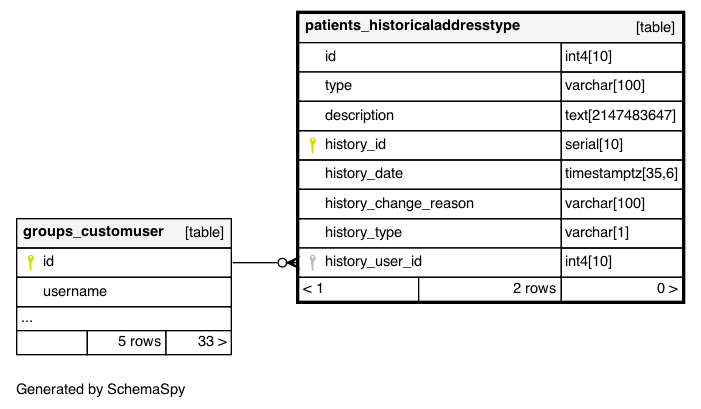 patients_historicaladdresstype [table]
id int4[10]
type varchar[100]
description text[2147483647]
history_id serial[10]
history_date timestamptz[35,6]
history_change_reason varchar[100]
history_type varchar[1]
history_user_id int4[10]
< 1 2 rows 0 >
groups_customuser [table]
id
username
...
5 rows 33 >
Generated by SchemaSpy